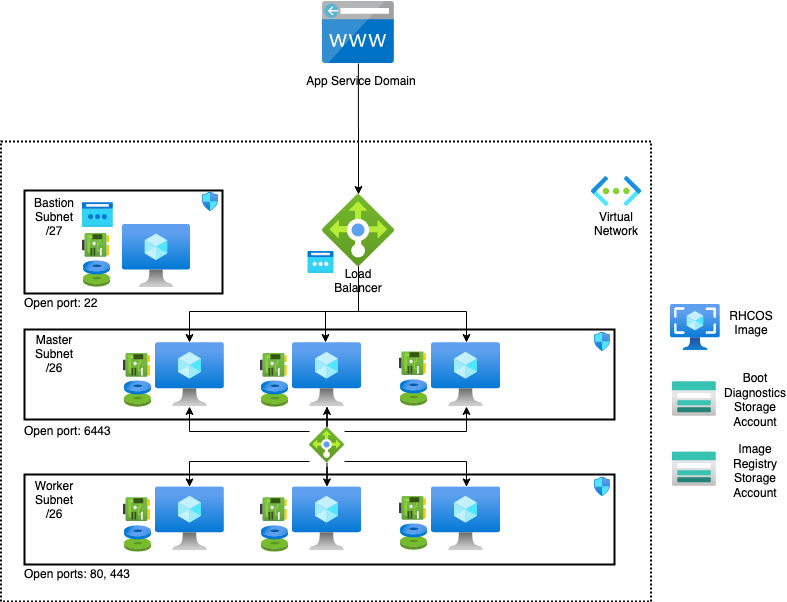 WWW
App Service Domain
Bastion
Subnet
/27
Open port: 22
Virtual
Network
Load
Balancer
Master
Subnet
/26
Open port: 6443
Worker
Subnet
/26
Open ports: 80, 443
RHCOS
Image
Boot
Diagnostics
Storage
Account
Image
Registry
Storage
Account